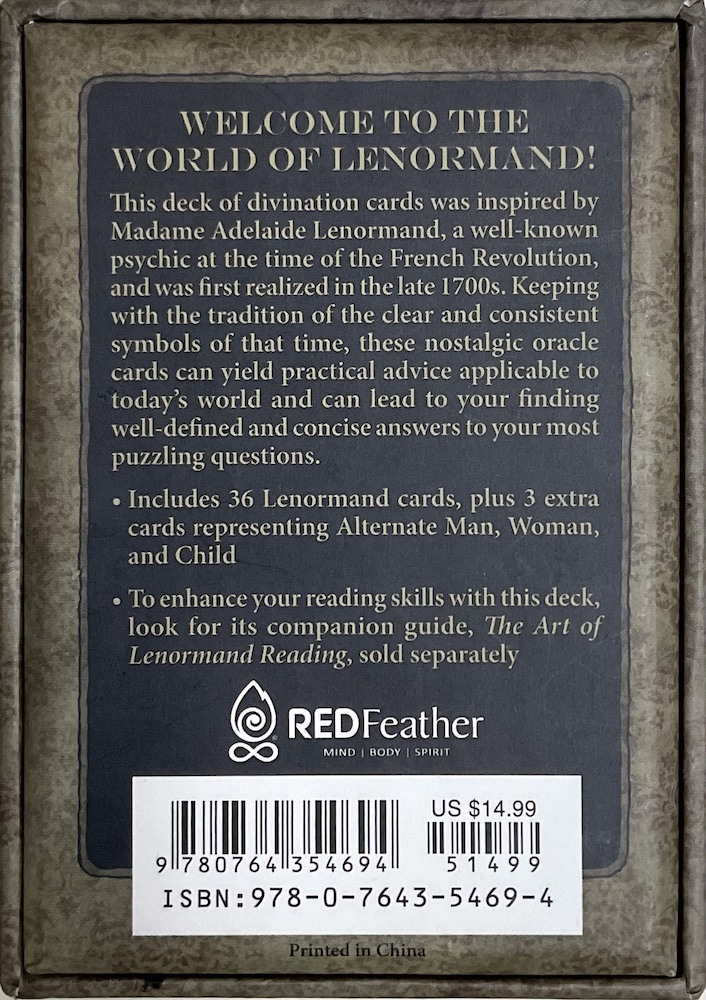 WELCOME TO THE
WORLD OF LENORMAND!
This deck of divination cards was inspired by
Madame Adelaide Lenormand, a well-known
psychic at the time of the French Revolution,
and was first realized in the late 1700s. Keeping
with the tradition of the clear and consistent
symbols of that time, these nostalgic oracle
cards can yield practical advice applicable to
today's world and can lead to your finding
well-defined and concise answers to your most
puzzling questions.
• Includes 36 Lenormand cards, plus 3 extra
cards representing Alternate Man, Woman,
and Child
• To enhance your reading skills with this deck,
look for its companion guide, The Art of
Lenormand Reading, sold separately
REDFeather
MIND | BODY | SPIRIT
US $14.99
9 780764 354694
51499
ISBN:978-0-7643-5469-4
Printed in China